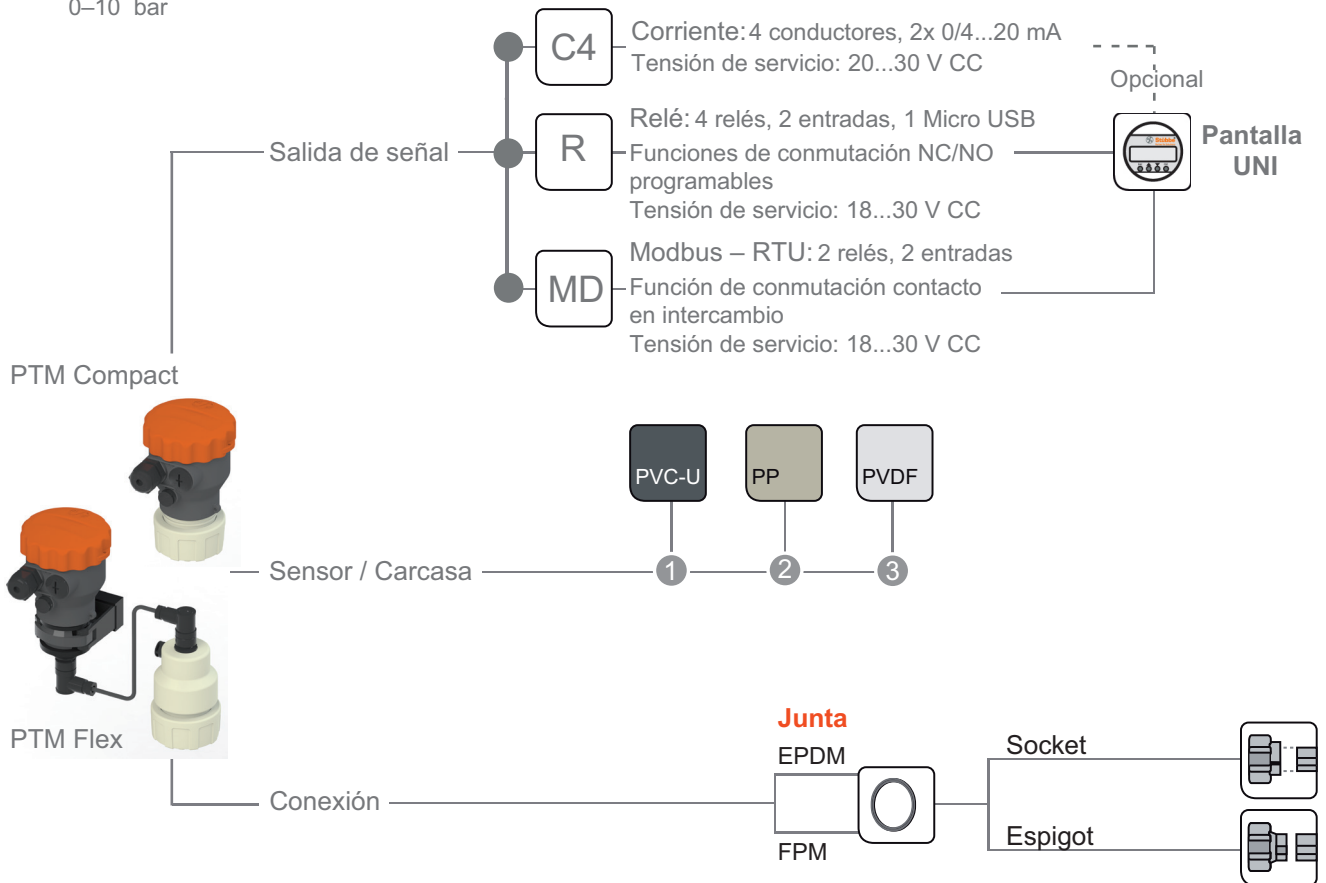 0–10 bar
C4
Corriente: 4 conductores, 2x 0/4...20 mA
Tensión de servicio: 20...30 V CC
Opcional
Salida de señal
R
Relé: 4 relés, 2 entradas, 1 Micro USB
Funciones de conmutación NC/NO
programables
Tensión de servicio: 18...30 V CC
Pantalla
UNI
MD
Modbus – RTU: 2 relés, 2 entradas
Función de conmutación contacto
en intercambio
Tensión de servicio: 18...30 V CC
PTM Compact
PVC-U
PP
PVDF
Sensor / Carcasa
1
2
3
PTM Flex
Junta
EPDM
FPM
Socket
Espigot
Conexión